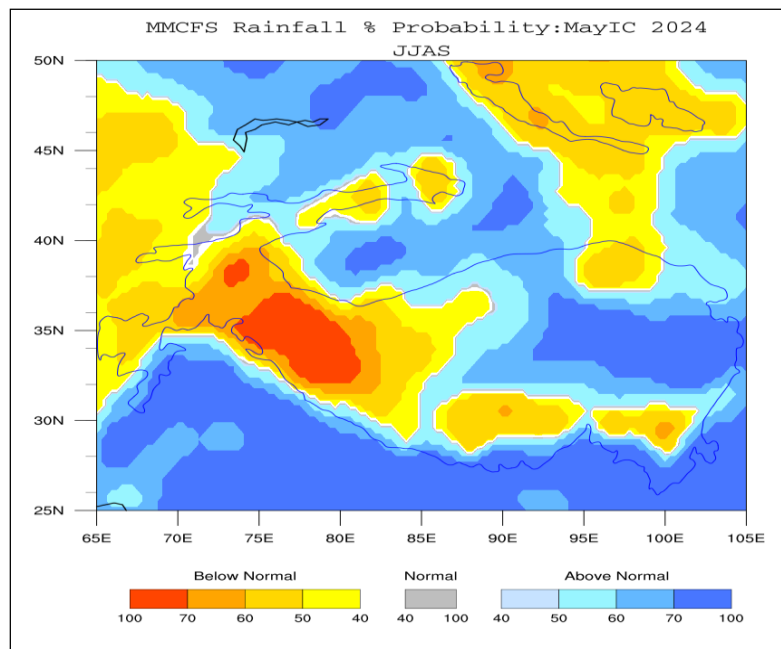 MMCFS Rainfall % Probability:MayIC 2024
JJAS
50N
45N
40N
35N
30N
25N
65E 70E 75E 80E 85E 90E 95E 100E 105E
Below Normal Normal Above Normal
100 70 60 50 40 40 100 40 50 60 70 100